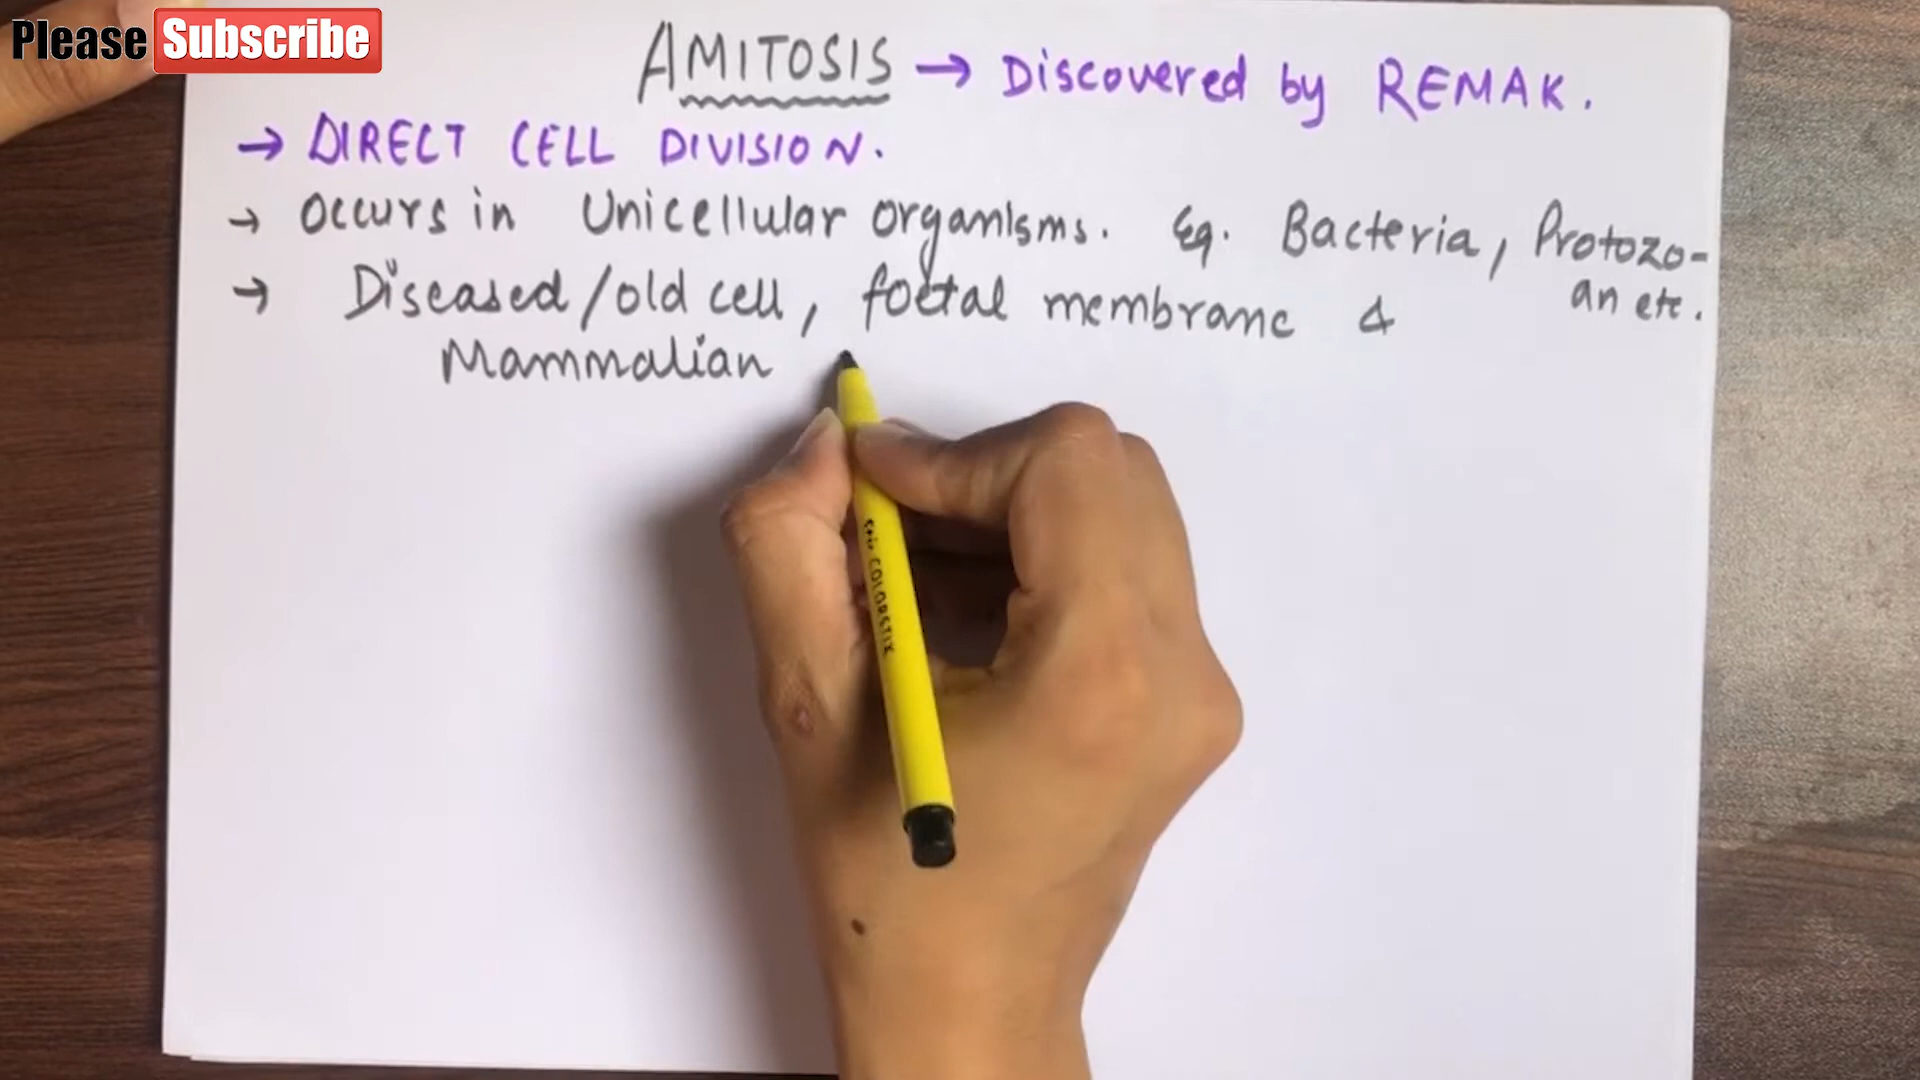 Please Subscribe
AMITOSIS → Discovered by REMAK.
→ DIRECT CELL DIVISION.
→ Occurs in Unicellular organisms. Eg. Bacteria, Protozo-
an etc.
→ Diseased/old cell, foetal membrane &
Mammalian
COLORSTIX